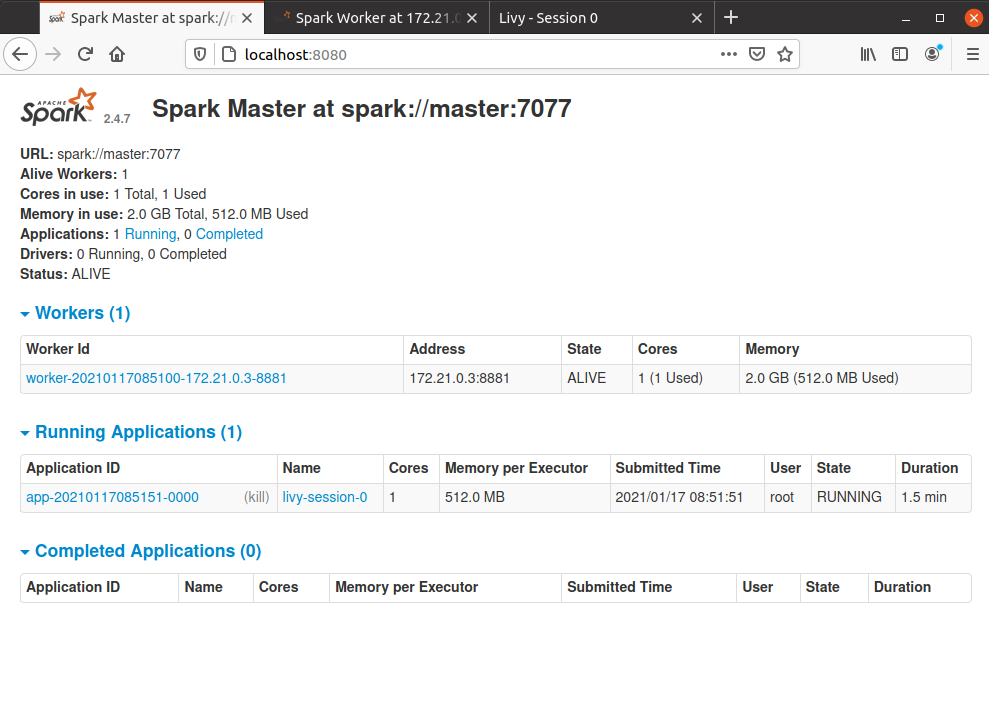 Spark Master at spark://
Spark Worker at 172.21.0
Livy - Session 0
localhost:8080
APACHE
Spark 2.4.7 Spark Master at spark://master:7077
URL: spark://master:7077
Alive Workers: 1
Cores in use: 1 Total, 1 Used
Memory in use: 2.0 GB Total, 512.0 MB Used
Applications: 1 Running, 0 Completed
Drivers: 0 Running, 0 Completed
Status: ALIVE
Workers (1)
Worker Id Address State Cores Memory
worker-20210117085100-172.21.0.3-8881 172.21.0.3:8881 ALIVE 1 (1 Used) 2.0 GB (512.0 MB Used)
Running Applications (1)
Application ID Name Cores Memory per Executor Submitted Time User State Duration
app-20210117085151-0000 (kill) livy-session-0 1 512.0 MB 2021/01/17 08:51:51 root RUNNING 1.5 min
Completed Applications (0)
Application ID Name Cores Memory per Executor Submitted Time User State Duration